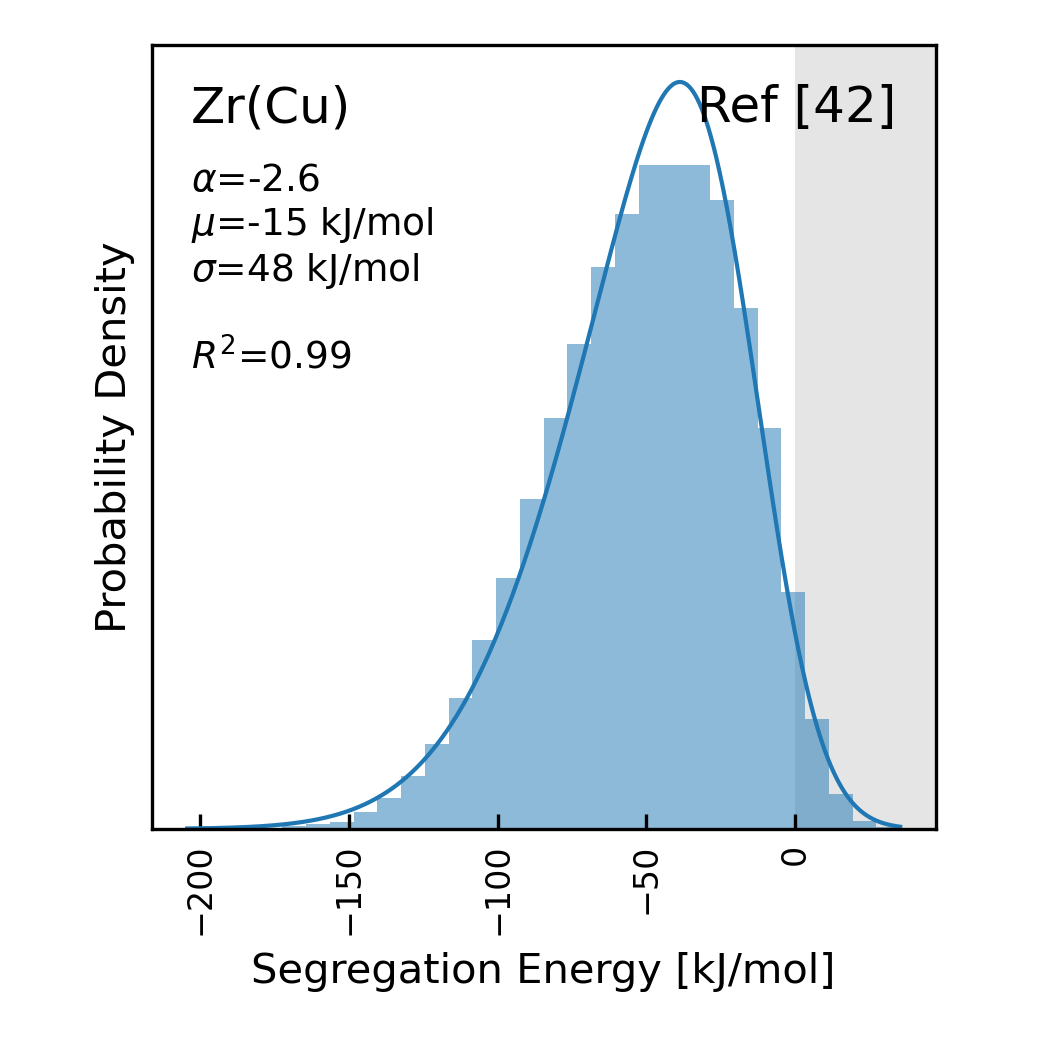 Zr(Cu)
Ref [42]
α=-2.6
μ=-15 kJ/mol
σ=48 kJ/mol
R²=0.99
Probability Density
−200
−150
−100
−50
0
Segregation Energy [kJ/mol]